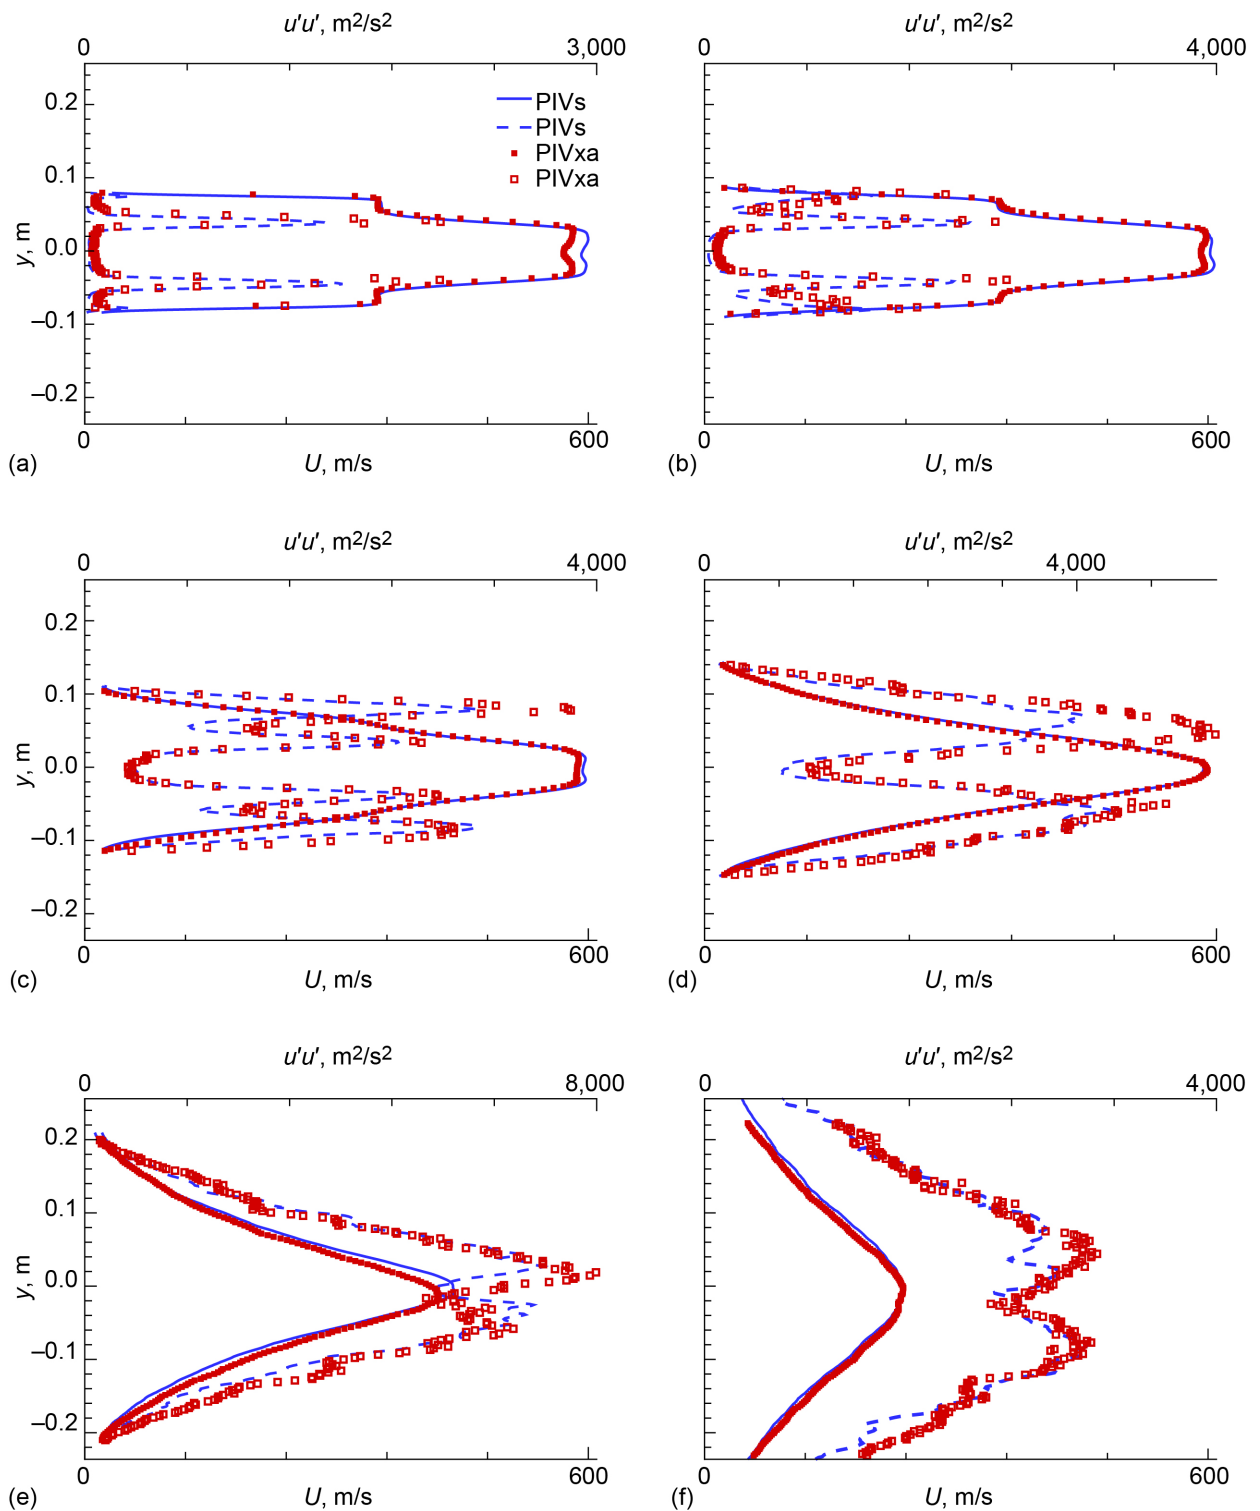 u′u′, m2/s2
u′u′, m2/s2
0 3,000
0 4,000
0.2
0.1
0.0
–0.1
–0.2
y, m
PIVs
PIVs
PIVxa
PIVxa
0 600
0 600
(a) U, m/s
(b) U, m/s
u′u′, m2/s2
u′u′, m2/s2
0 4,000
0 4,000
0.2
0.1
0.0
–0.1
–0.2
y, m
0 600
0 600
(c) U, m/s
(d) U, m/s
u′u′, m2/s2
u′u′, m2/s2
0 8,000
0 4,000
0.2
0.1
0.0
–0.1
–0.2
y, m
0 600
0 600
(e) U, m/s
(f) U, m/s